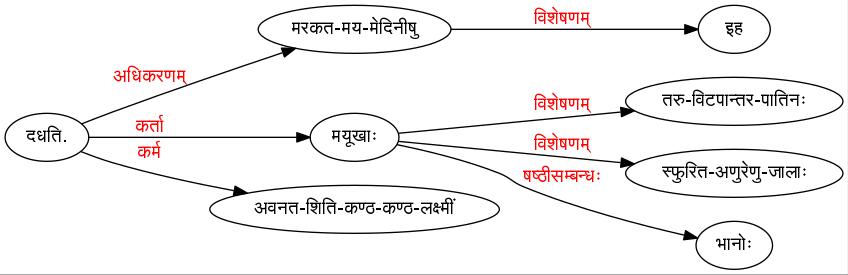 विशेषणम्
मरकत-मय-मेदिनीषु
इह
अधिकरणम्
विशेषणम्
तरु-विटपान्तर-पातिनः
दधति.
कर्ता
मयूखाः
विशेषणम्
कर्म
स्फुरित-अणुरेणु-जालाः
षष्ठीसम्बन्धः
अवनत-शिति-कण्ठ-कण्ठ-लक्ष्मीं
भानोः